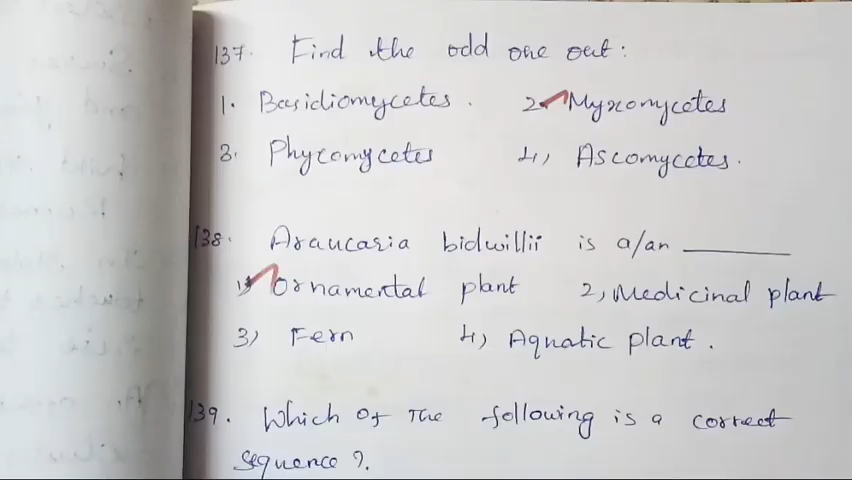 137. Find the odd one out:
1. Basidiomycetes. 2. Myxomycetes
3. Phycomycetes 4, Ascomycetes.
138. Araucaria bidwillii is a/an ______
1) Ornamental plant 2, Medicinal plant
3) Fern 4, Aquatic plant.
139. Which of the following is a correct
sequence?.